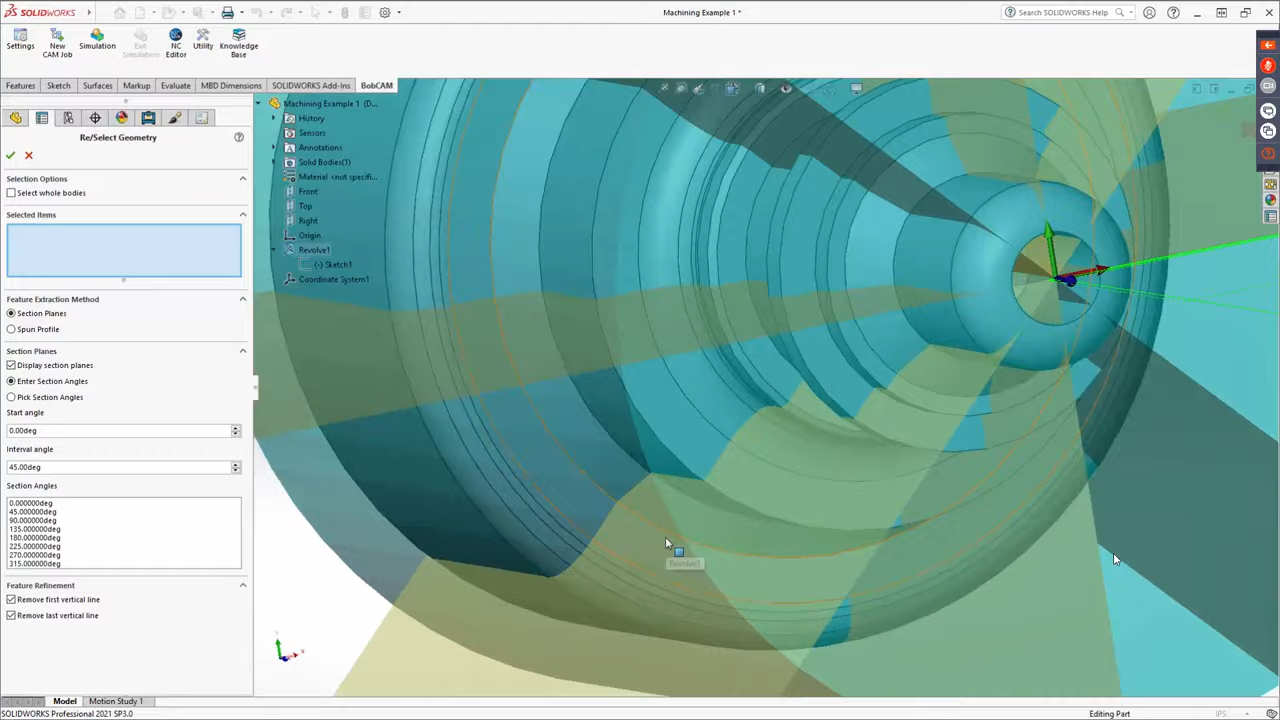 SOLIDWORKS
Machining Example 1 *
Search SOLIDWORKS Help
Settings
New CAM Job
Simulation
Exit Simulation
NC Editor
Utility
Knowledge Base
Features
Sketch
Surfaces
Markup
Evaluate
MBD Dimensions
SOLIDWORKS Add-Ins
BobCAM
Re/Select Geometry
Selection Options
Select whole bodies
Selected Items
Feature Extraction Method
Section Planes
Spun Profile
Section Planes
Display section planes
Enter Section Angles
Pick Section Angles
Start angle
0.00deg
Interval angle
45.00deg
Section Angles
0.000000deg
45.000000deg
90.000000deg
135.000000deg
180.000000deg
225.000000deg
270.000000deg
315.000000deg
Feature Refinement
Remove first vertical line
Remove last vertical line
Machining Example 1 (D...
History
Sensors
Annotations
Solid Bodies(1)
Material <not specifi...
Front
Top
Right
Origin
Revolve1
(-) Sketch1
Coordinate System1
Revolve1
Model
Motion Study 1
SOLIDWORKS Professional 2021 SP3.0
Editing Part
IPS